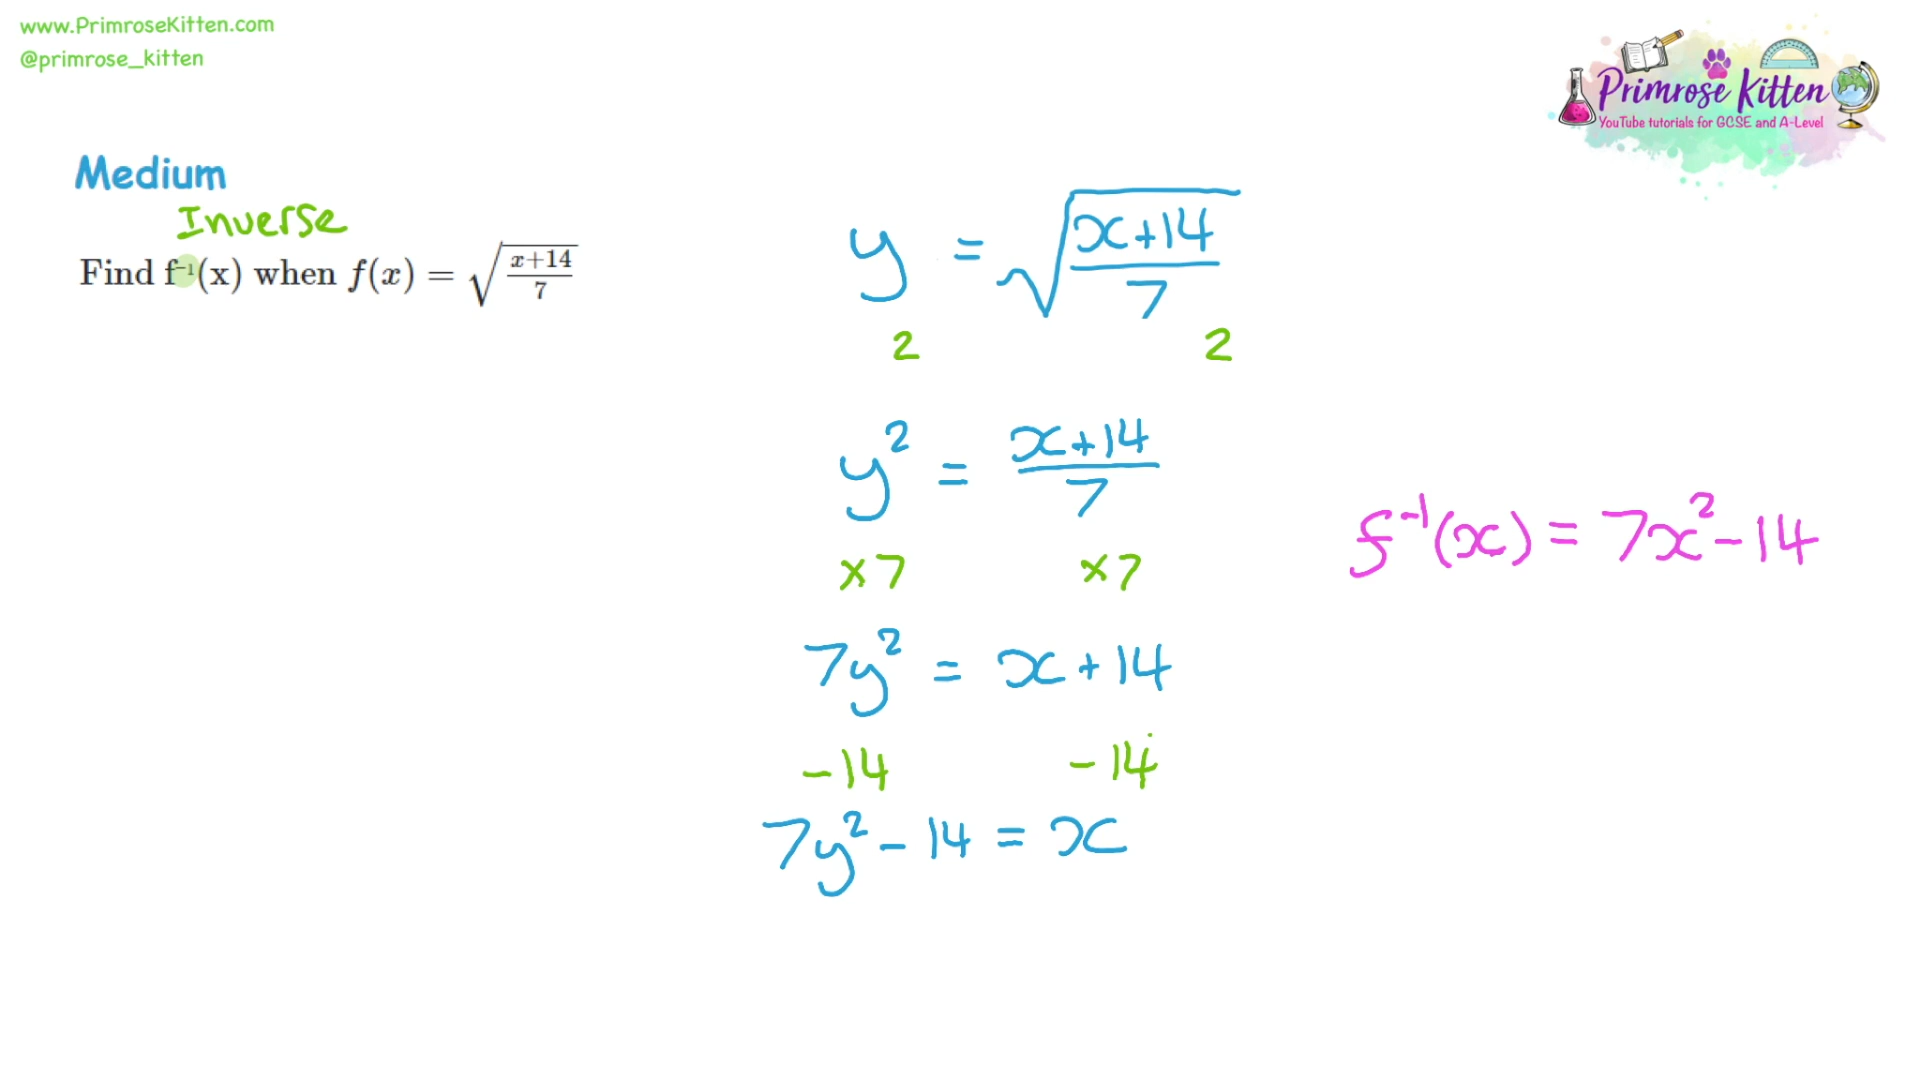 www.PrimroseKitten.com
@primrose_kitten
Primrose Kitten
YouTube tutorials for GCSE and A-Level
Medium
Inverse
Find f⁻¹(x) when f(x) = √((x+14)/7)
y = √((x+14)/7)
2 2
y² = (x+14)/7
×7 ×7
7y² = x+14
-14 -14
7y² - 14 = x
f⁻¹(x) = 7x² - 14